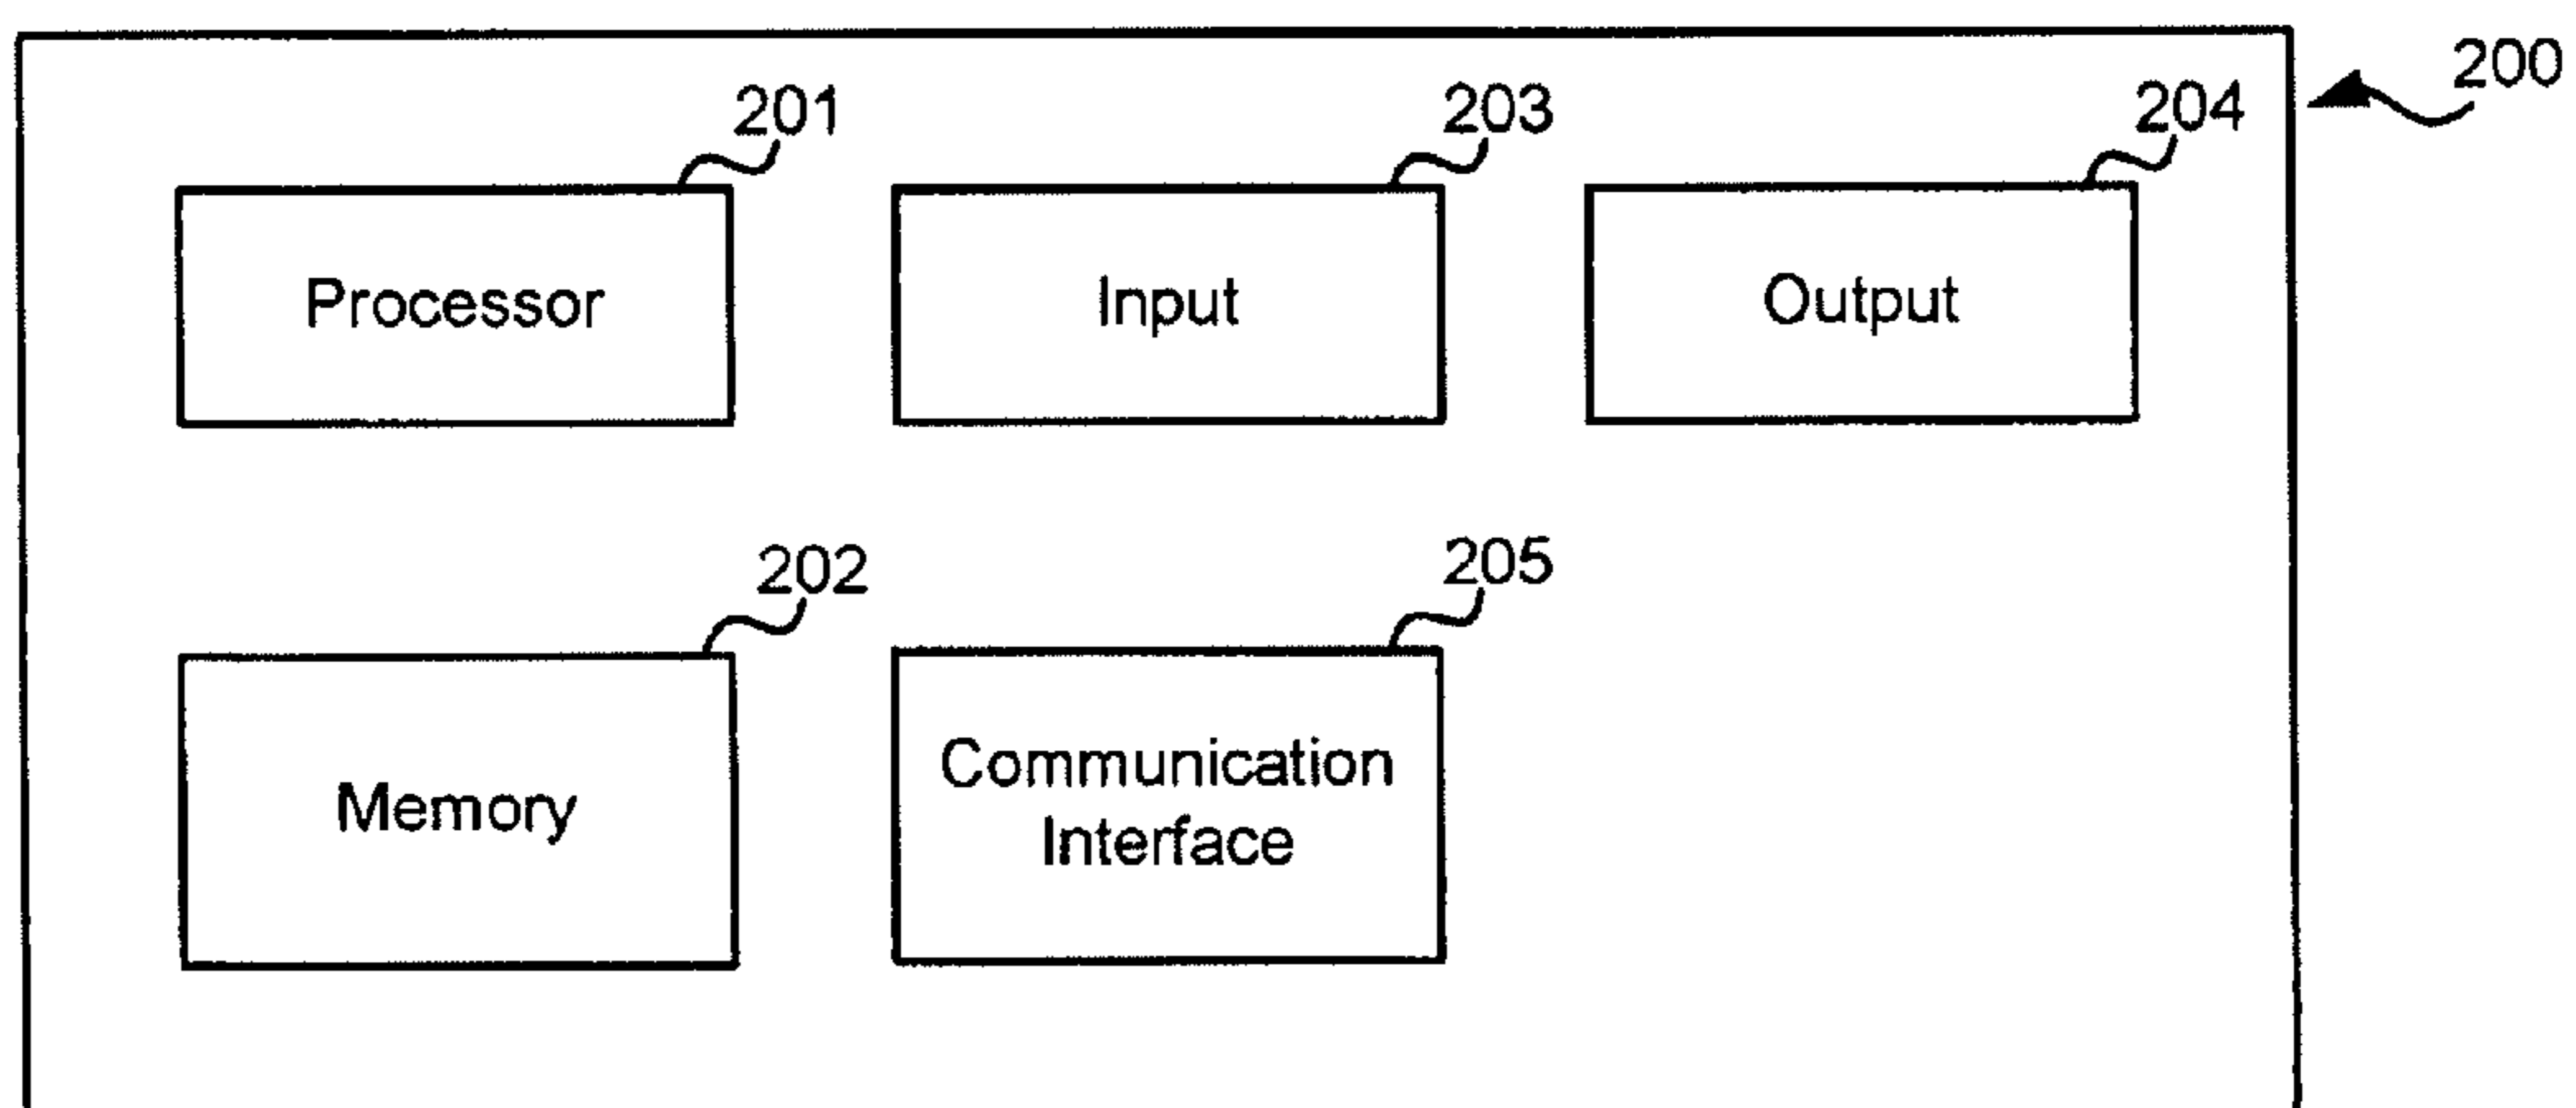 200
201
203
204
Processor
Input
Output
202
205
Memory
Communication
Interface